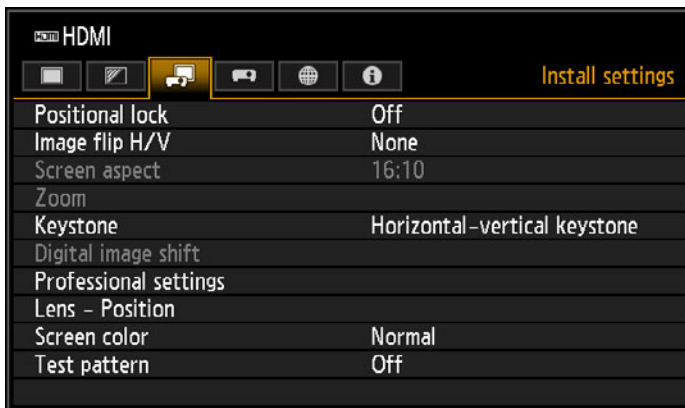 HDMI HDMI
Install settings
Positional lock Off
Image flip H/V None
Screen aspect 16:10
Zoom
Keystone Horizontal-vertical keystone
Digital image shift
Professional settings
Lens - Position
Screen color Normal
Test pattern Off